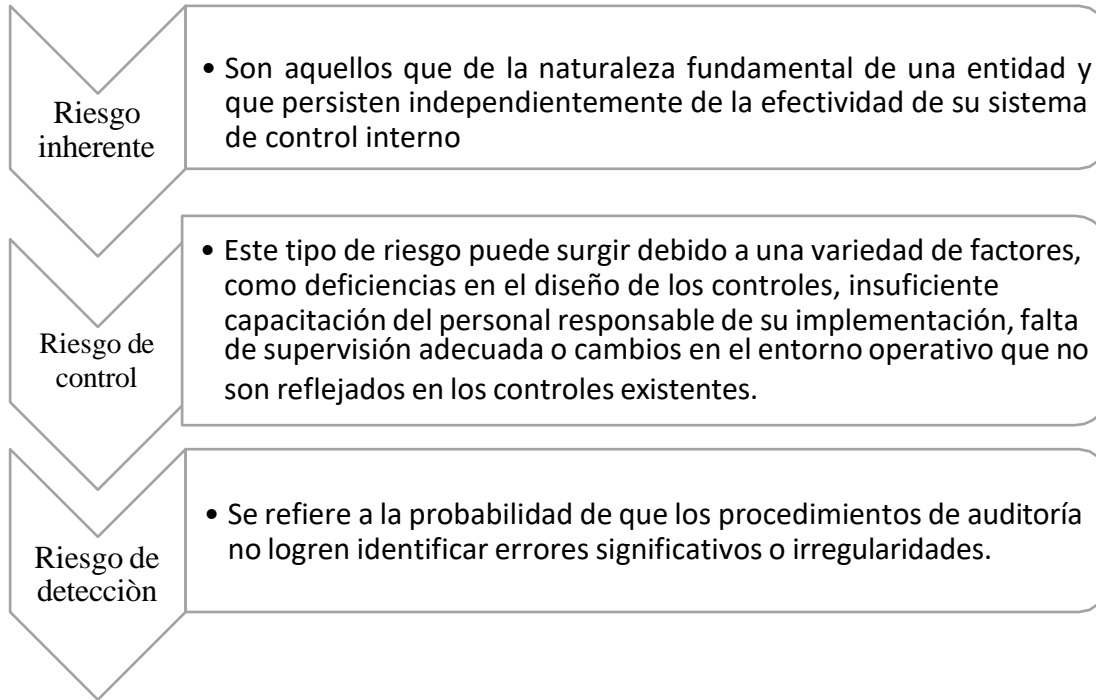 Riesgo
inherente
• Son aquellos que de la naturaleza fundamental de una entidad y
que persisten independientemente de la efectividad de su sistema
de control interno
Riesgo de
control
• Este tipo de riesgo puede surgir debido a una variedad de factores,
como deficiencias en el diseño de los controles, insuficiente
capacitación del personal responsable de su implementación, falta
de supervisión adecuada o cambios en el entorno operativo que no
son reflejados en los controles existentes.
Riesgo de
detecciòn
• Se refiere a la probabilidad de que los procedimientos de auditoría
no logren identificar errores significativos o irregularidades.